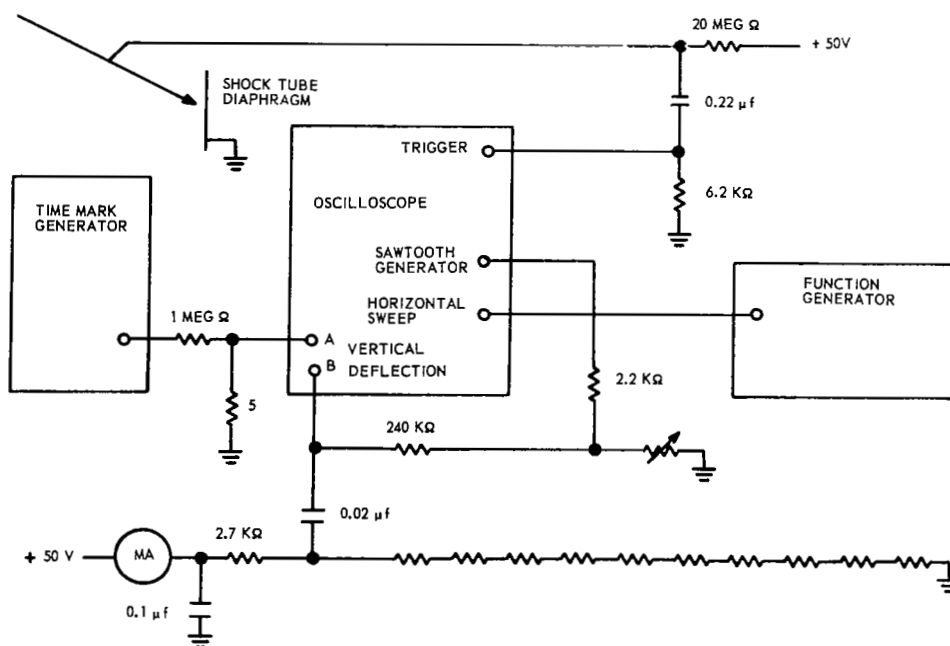 20 MEG Ω
+ 50V
SHOCK TUBE
DIAPHRAGM
0.22 µf
TRIGGER
6.2 KΩ
OSCILLOSCOPE
TIME MARK
GENERATOR
SAWTOOTH
GENERATOR
FUNCTION
GENERATOR
HORIZONTAL
SWEEP
1 MEG Ω
A
VERTICAL
DEFLECTION
B
2.2 KΩ
5
240 KΩ
0.02 µf
2.7 KΩ
+ 50 V
MA
0.1 µf